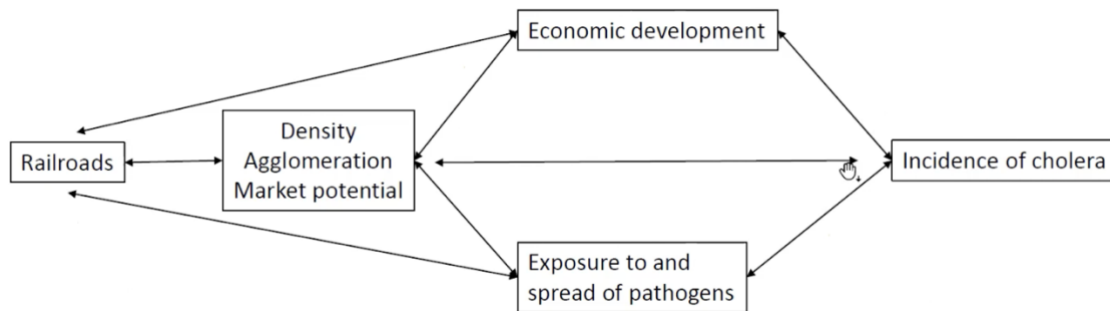 Economic development
Railroads
Density
Agglomeration
Market potential
Incidence of cholera
Exposure to and
spread of pathogens